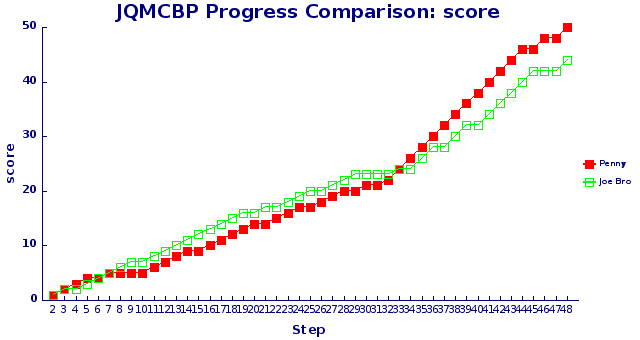 JQMCBP Progress Comparison: score
50
40
30
20
10
0
score
2 3 4 5 6 7 8 9 10 11 12 13 14 15 16 17 18 19 20 21 22 23 24 25 26 27 28 29 30 31 32 33 34 35 36 37 38 39 40 41 42 43 44 45 46 47 48
Step
Penny
Joe Bro